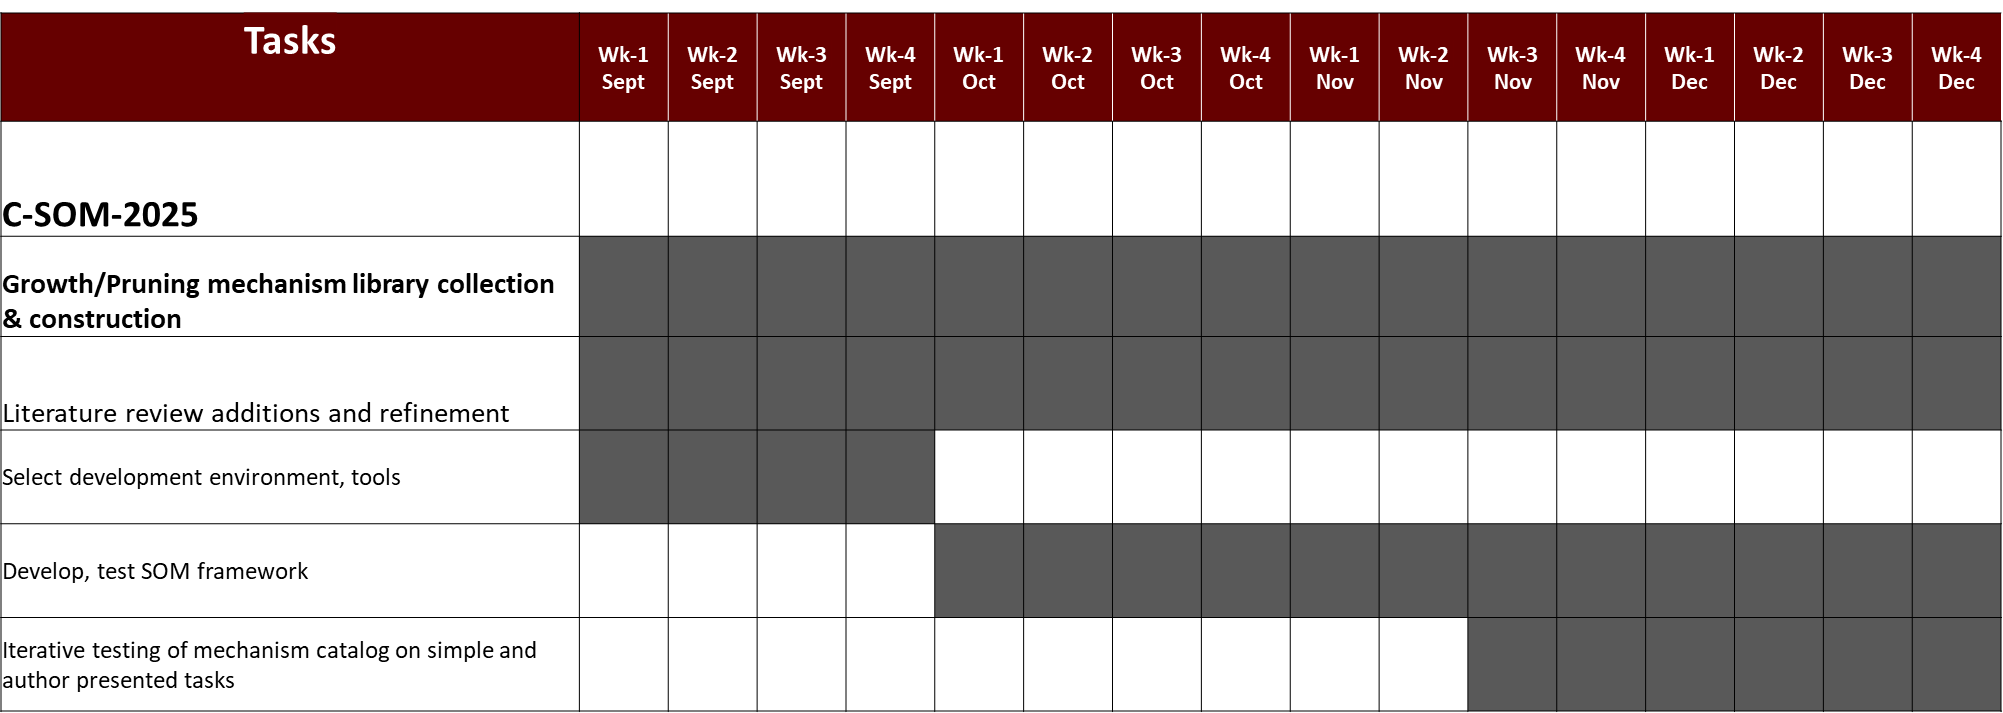 Tasks
Wk-1
Sept
Wk-2
Sept
Wk-3
Sept
Wk-4
Sept
Wk-1
Oct
Wk-2
Oct
Wk-3
Oct
Wk-4
Oct
Wk-1
Nov
Wk-2
Nov
Wk-3
Nov
Wk-4
Nov
Wk-1
Dec
Wk-2
Dec
Wk-3
Dec
Wk-4
Dec
C-SOM-2025
Growth/Pruning mechanism library collection
& construction
Literature review additions and refinement
Select development environment, tools
Develop, test SOM framework
Iterative testing of mechanism catalog on simple and
author presented tasks